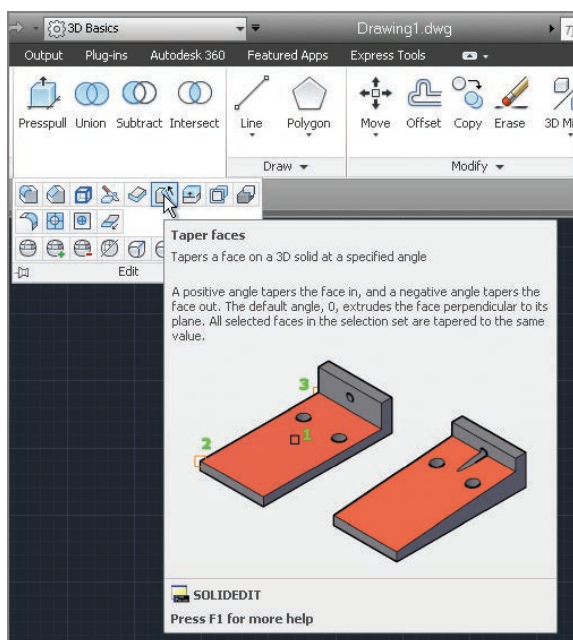 3D Basics
Drawing1.dwg
Output Plug-ins Autodesk 360 Featured Apps Express Tools
Presspull Union Subtract Intersect Line Polygon Move Offset Copy Erase 3D Mi
Draw Modify
Edit
Taper faces
Tapers a face on a 3D solid at a specified angle
A positive angle tapers the face in, and a negative angle tapers the
face out. The default angle, 0, extrudes the face perpendicular to its
plane. All selected faces in the selection set are tapered to the same
value.
3
1
2
SOLIDEDIT
Press F1 for more help